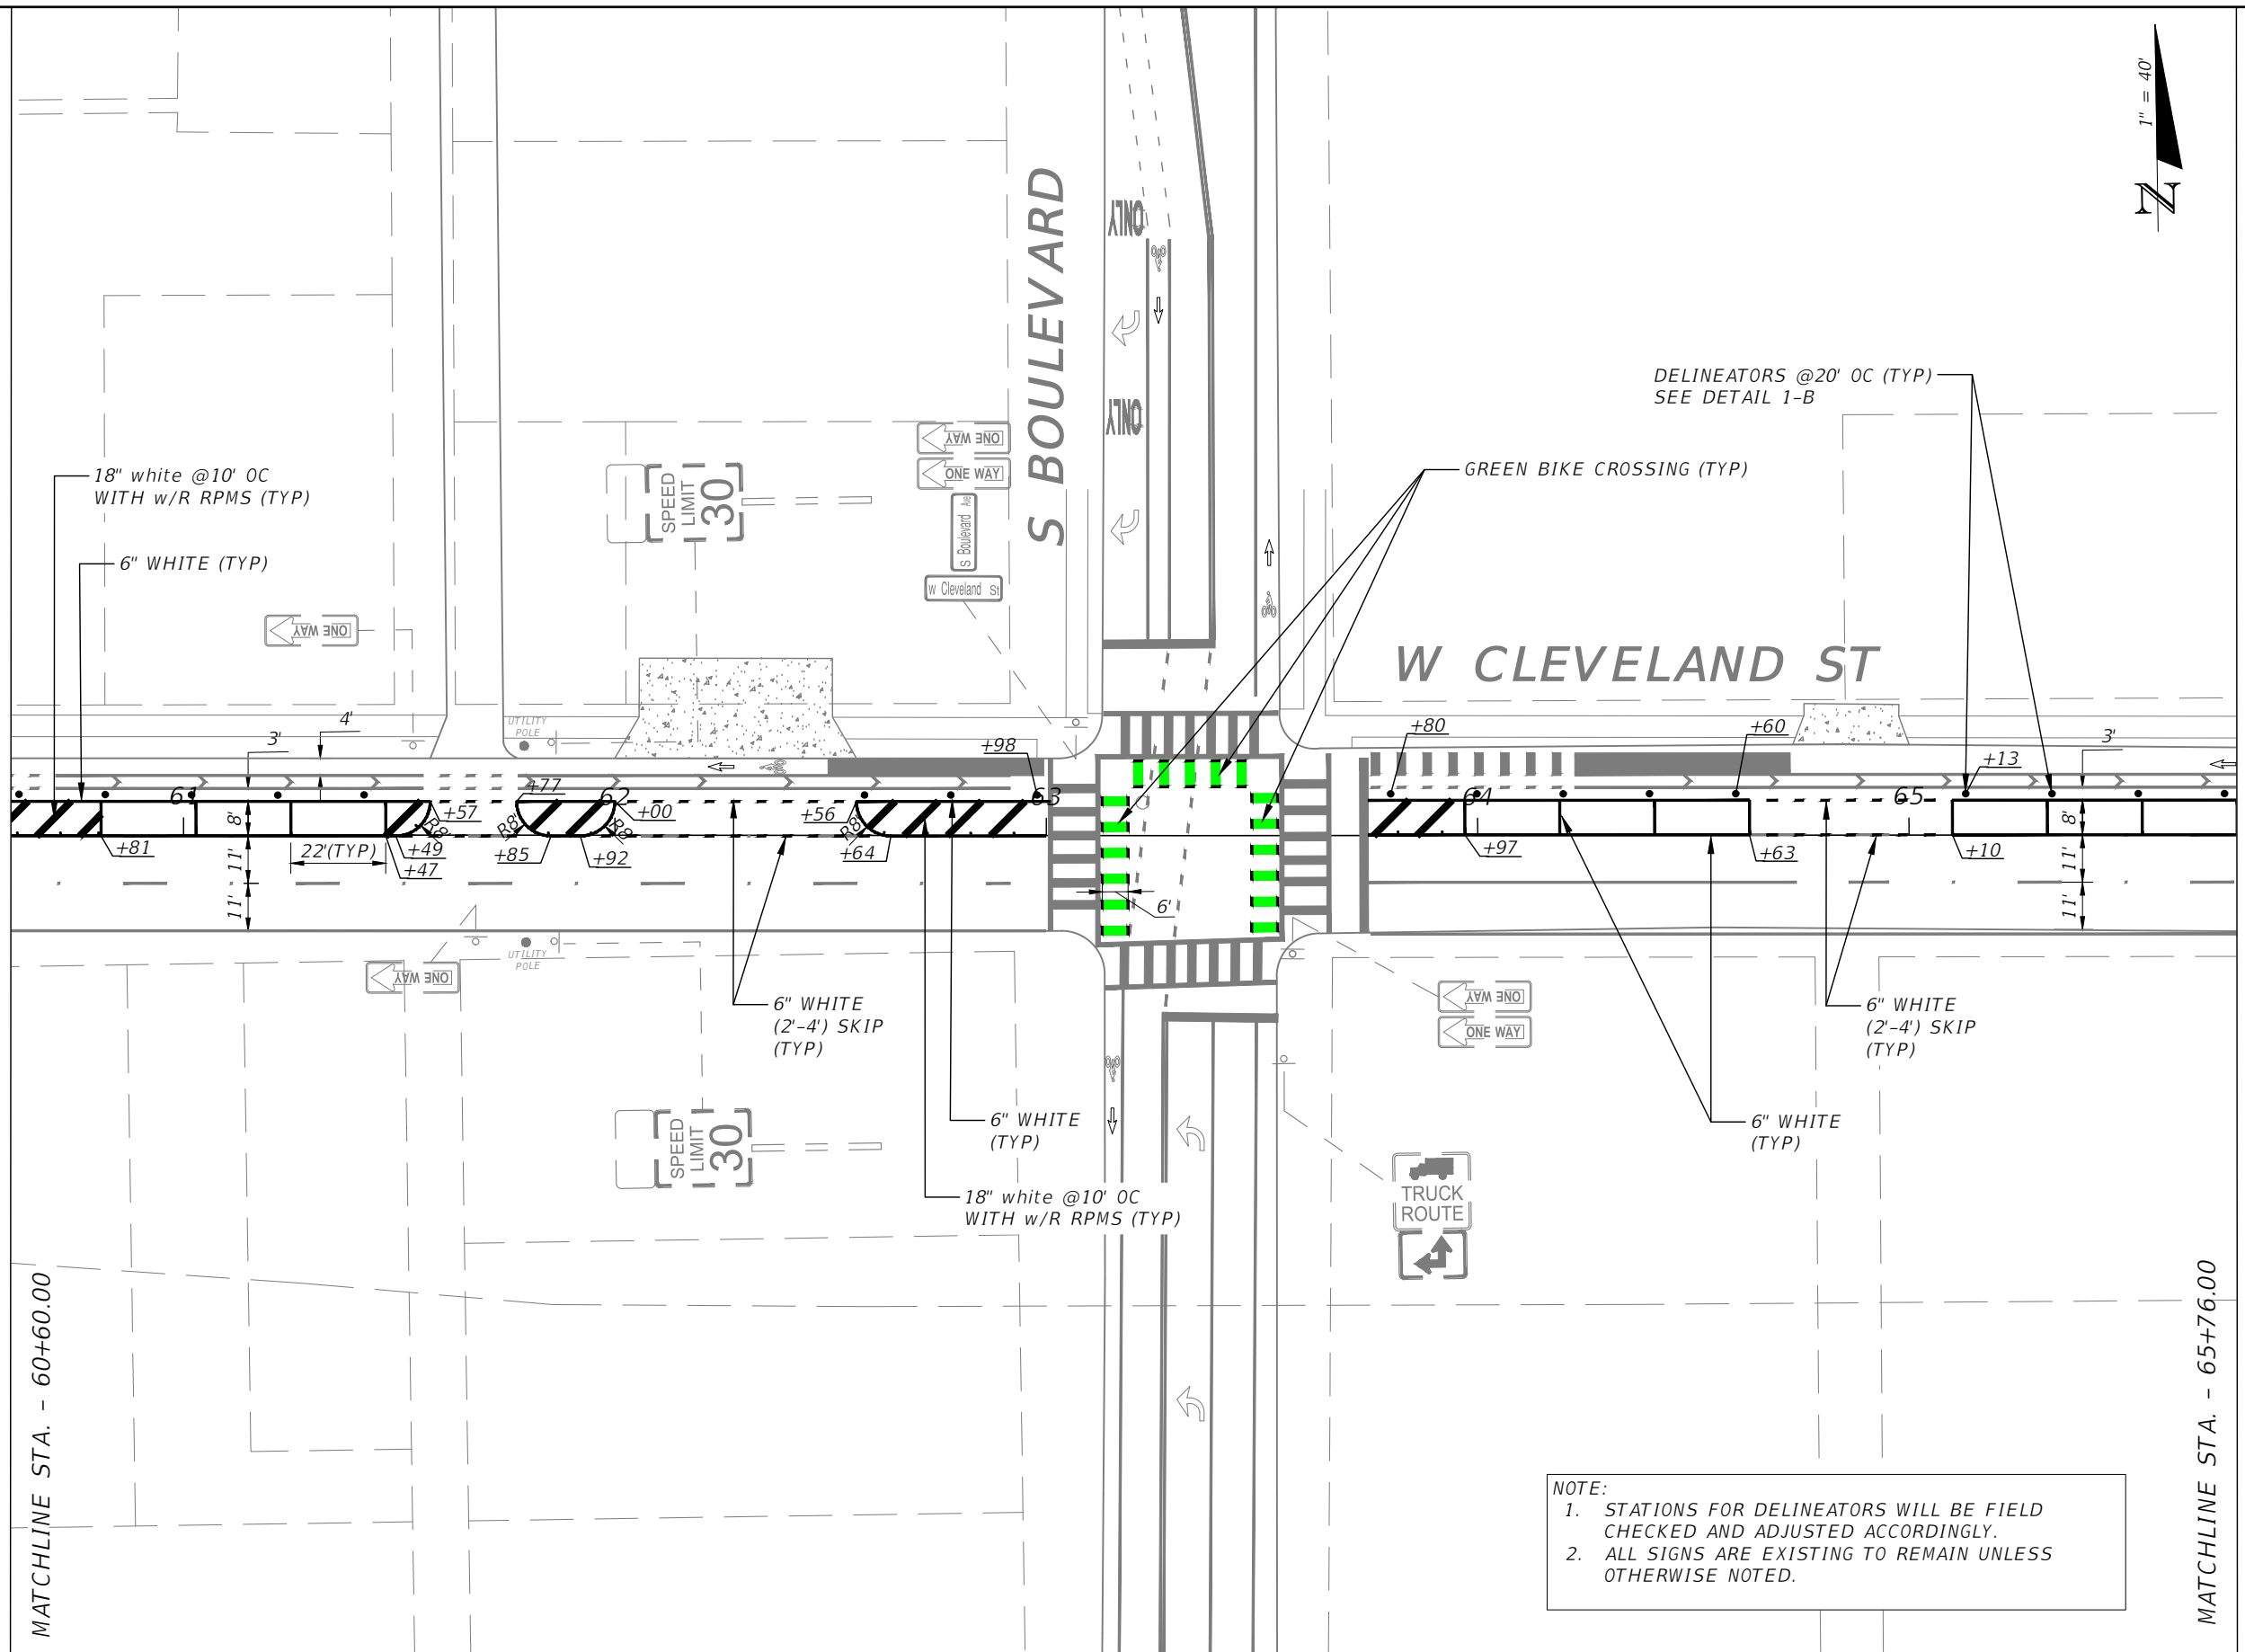 1" = 40'
N
S BOULEVARD
ONLY
ONLY
DELINEATORS @20' OC (TYP)
SEE DETAIL 1-B
GREEN BIKE CROSSING (TYP)
18" white @10' OC
WITH w/R RPMS (TYP)
6" WHITE (TYP)
ONE WAY
ONE WAY
SPEED
LIMIT
30
S Boulevard Ave
W Cleveland St
ONE WAY
W CLEVELAND ST
UTILITY
POLE
4'
3'
+98
+80
+60
3'
+13
61
+77
62
63
64
65
+57
+00
+56
8'
R8'
R8'
R8'
R8'
8'
+81
22'(TYP)
+49
+47
+85
+92
+64
+97
+63
+10
11'
11'
11'
11'
6'
UTILITY
POLE
ONE WAY
6" WHITE
(2'-4') SKIP
(TYP)
ONE WAY
ONE WAY
6" WHITE
(2'-4') SKIP
(TYP)
6" WHITE
(TYP)
6" WHITE
(TYP)
SPEED
LIMIT
30
18" white @10' OC
WITH w/R RPMS (TYP)
TRUCK
ROUTE
MATCHLINE STA. - 60+60.00
MATCHLINE STA. - 65+76.00
NOTE:
1. STATIONS FOR DELINEATORS WILL BE FIELD
CHECKED AND ADJUSTED ACCORDINGLY.
2. ALL SIGNS ARE EXISTING TO REMAIN UNLESS
OTHERWISE NOTED.